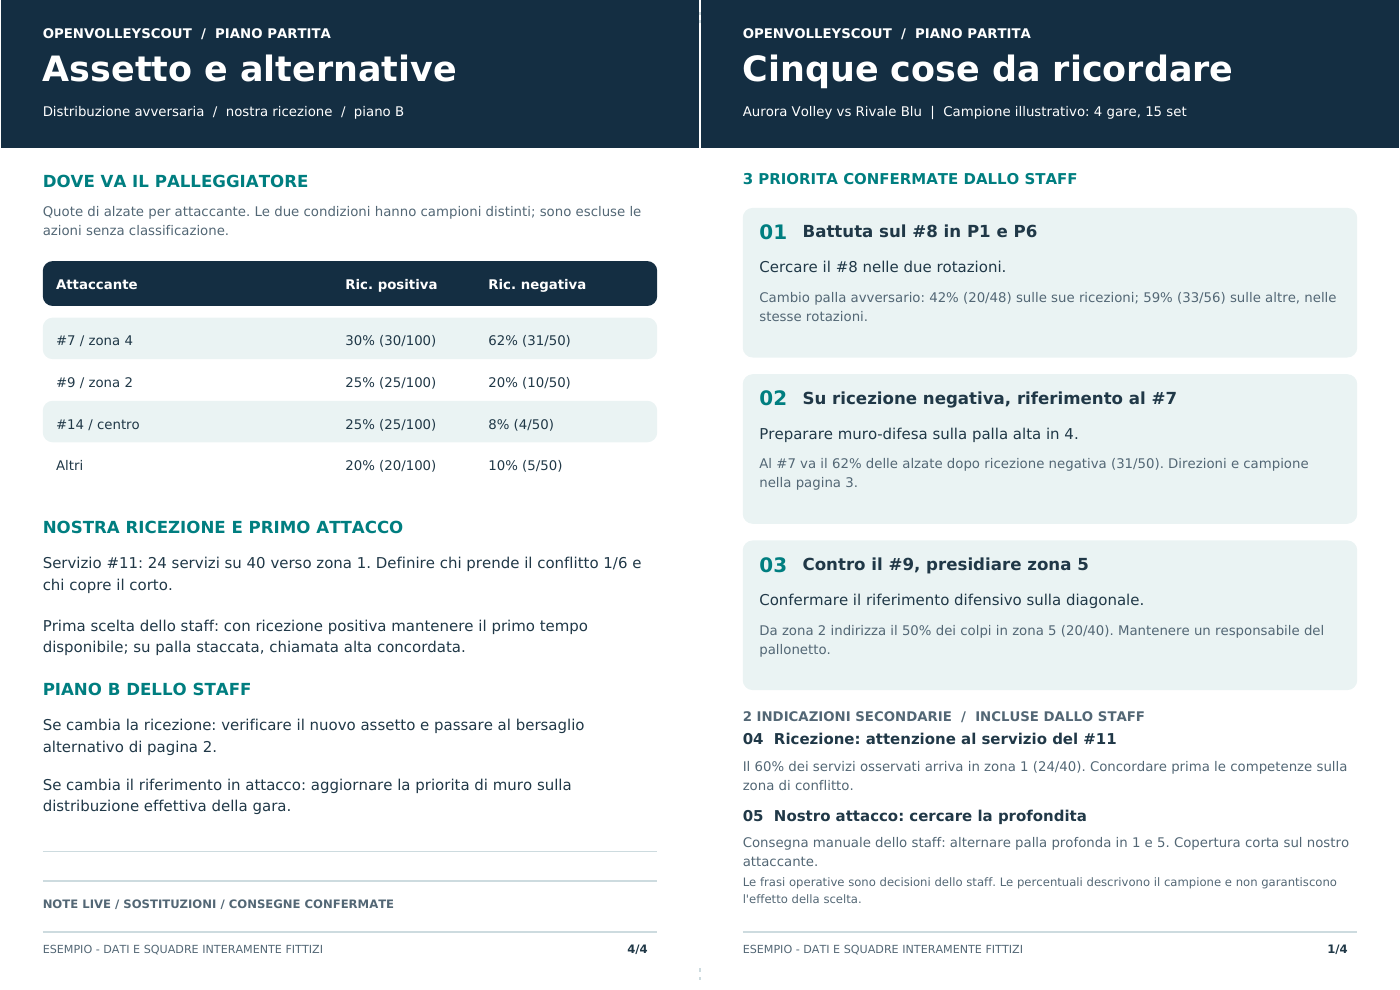 OPENVOLLEYSCOUT / PIANO PARTITA
Assetto e alternative
Distribuzione avversaria / nostra ricezione / piano B
DOVE VA IL PALLEGGIATORE
Quote di alzate per attaccante. Le due condizioni hanno campioni distinti; sono escluse le
azioni senza classificazione.
Attaccante Ric. positiva Ric. negativa
#7 / zona 4 30% (30/100) 62% (31/50)
#9 / zona 2 25% (25/100) 20% (10/50)
#14 / centro 25% (25/100) 8% (4/50)
Altri 20% (20/100) 10% (5/50)
NOSTRA RICEZIONE E PRIMO ATTACCO
Servizio #11: 24 servizi su 40 verso zona 1. Definire chi prende il conflitto 1/6 e
chi copre il corto.
Prima scelta dello staff: con ricezione positiva mantenere il primo tempo
disponibile; su palla staccata, chiamata alta concordata.
PIANO B DELLO STAFF
Se cambia la ricezione: verificare il nuovo assetto e passare al bersaglio
alternativo di pagina 2.
Se cambia il riferimento in attacco: aggiornare la priorita di muro sulla
distribuzione effettiva della gara.
NOTE LIVE / SOSTITUZIONI / CONSEGNE CONFERMATE
ESEMPIO - DATI E SQUADRE INTERAMENTE FITTIZI 4/4
OPENVOLLEYSCOUT / PIANO PARTITA
Cinque cose da ricordare
Aurora Volley vs Rivale Blu | Campione illustrativo: 4 gare, 15 set
3 PRIORITA CONFERMATE DALLO STAFF
01 Battuta sul #8 in P1 e P6
Cercare il #8 nelle due rotazioni.
Cambio palla avversario: 42% (20/48) sulle sue ricezioni; 59% (33/56) sulle altre, nelle
stesse rotazioni.
02 Su ricezione negativa, riferimento al #7
Preparare muro-difesa sulla palla alta in 4.
Al #7 va il 62% delle alzate dopo ricezione negativa (31/50). Direzioni e campione
nella pagina 3.
03 Contro il #9, presidiare zona 5
Confermare il riferimento difensivo sulla diagonale.
Da zona 2 indirizza il 50% dei colpi in zona 5 (20/40). Mantenere un responsabile del
pallonetto.
2 INDICAZIONI SECONDARIE / INCLUSE DALLO STAFF
04 Ricezione: attenzione al servizio del #11
Il 60% dei servizi osservati arriva in zona 1 (24/40). Concordare prima le competenze sulla
zona di conflitto.
05 Nostro attacco: cercare la profondita
Consegna manuale dello staff: alternare palla profonda in 1 e 5. Copertura corta sul nostro
attaccante.
Le frasi operative sono decisioni dello staff. Le percentuali descrivono il campione e non garantiscono
l'effetto della scelta.
ESEMPIO - DATI E SQUADRE INTERAMENTE FITTIZI 1/4